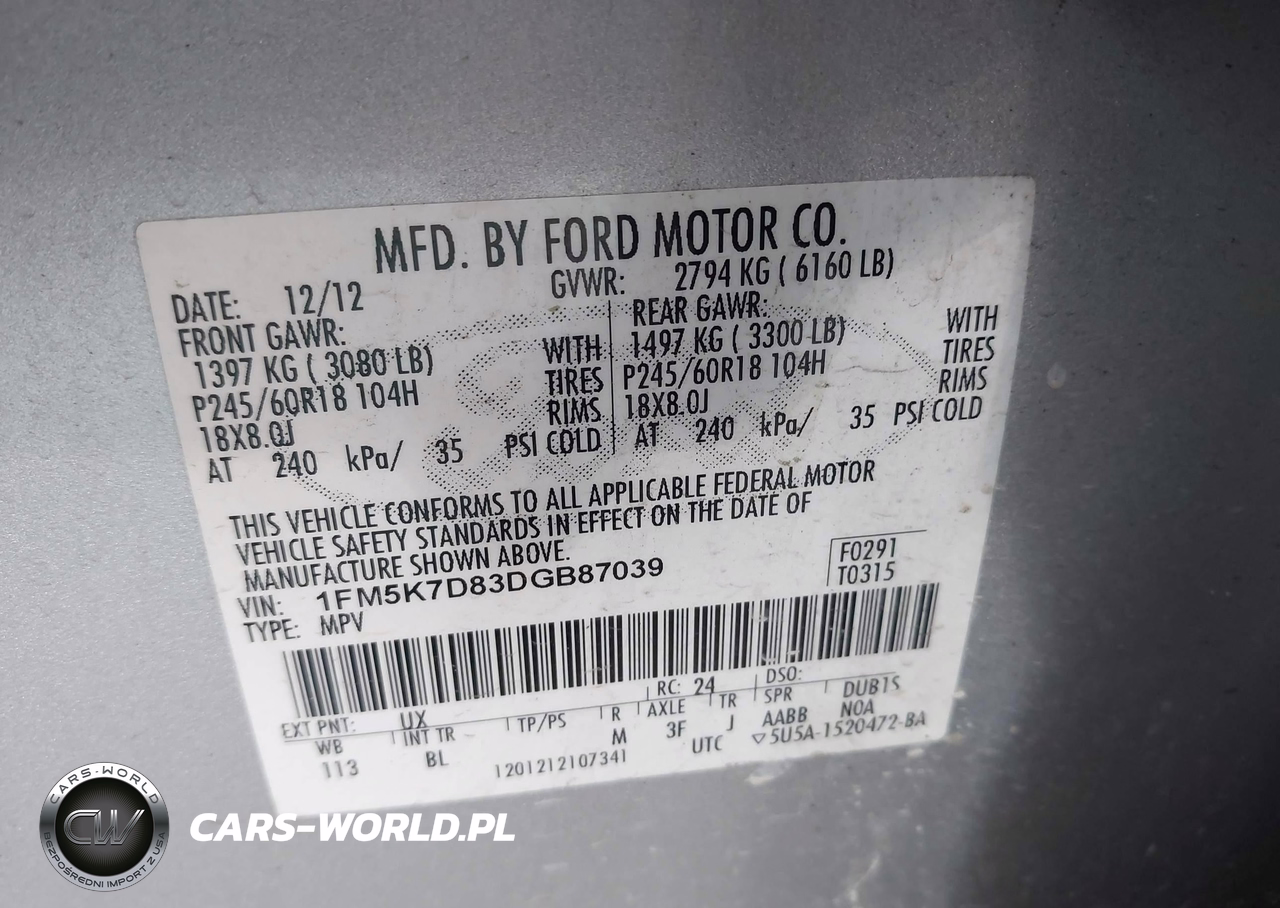 MFD. BY FORD MOTOR CO.
DATE: 12/12 GVWR: 2794 KG ( 6160 LB)
FRONT GAWR: REAR GAWR:
1397 KG ( 3080 LB) WITH 1497 KG ( 3300 LB) WITH
P245/60R18 104H TIRES P245/60R18 104H TIRES
18X8.0J RIMS 18X8.0J RIMS
AT 240 kPa/ 35 PSI COLD AT 240 kPa/ 35 PSI COLD
THIS VEHICLE CONFORMS TO ALL APPLICABLE FEDERAL MOTOR
VEHICLE SAFETY STANDARDS IN EFFECT ON THE DATE OF
MANUFACTURE SHOWN ABOVE.
VIN: 1FM5K7D83DGB87039
TYPE: MPV
F0291
T0315
EXT PNT: UX RC: 24 DSO:
WB INT TR TP/PS R AXLE TR SPR DUB1S
113 BL M 3F J AABB N0A
1201212107341 UTC ▽5U5A-1520472-BA
CARS-WORLD
CW
BEZPOŚREDNI IMPORT Z USA
CARS-WORLD.PL